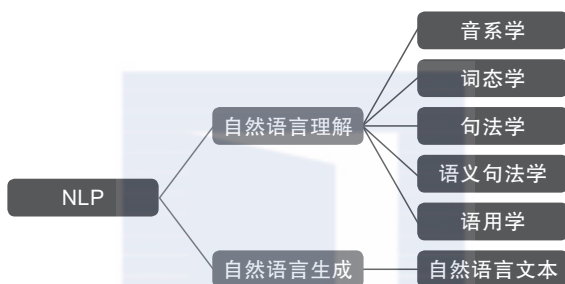 音系学
词态学
自然语言理解
句法学
语义句法学
NLP
语用学
自然语言生成
自然语言文本